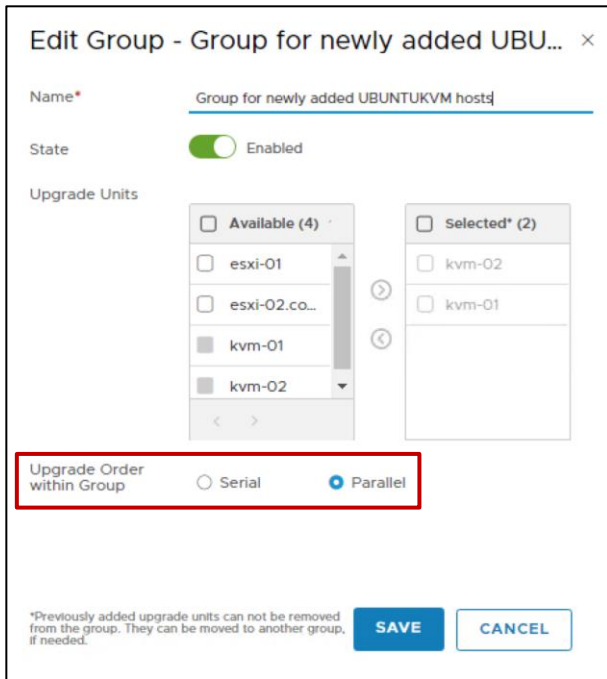 Edit Group - Group for newly added UBU... ×
Name* Group for newly added UBUNTUKVM hosts
State Enabled
Upgrade Units
Available (4) Selected* (2)
esxi-01 kvm-02
esxi-02.co... kvm-01
kvm-01
kvm-02
Upgrade Order
within Group Serial Parallel
*Previously added upgrade units can not be removed
from the group. They can be moved to another group,
if needed.
SAVE CANCEL